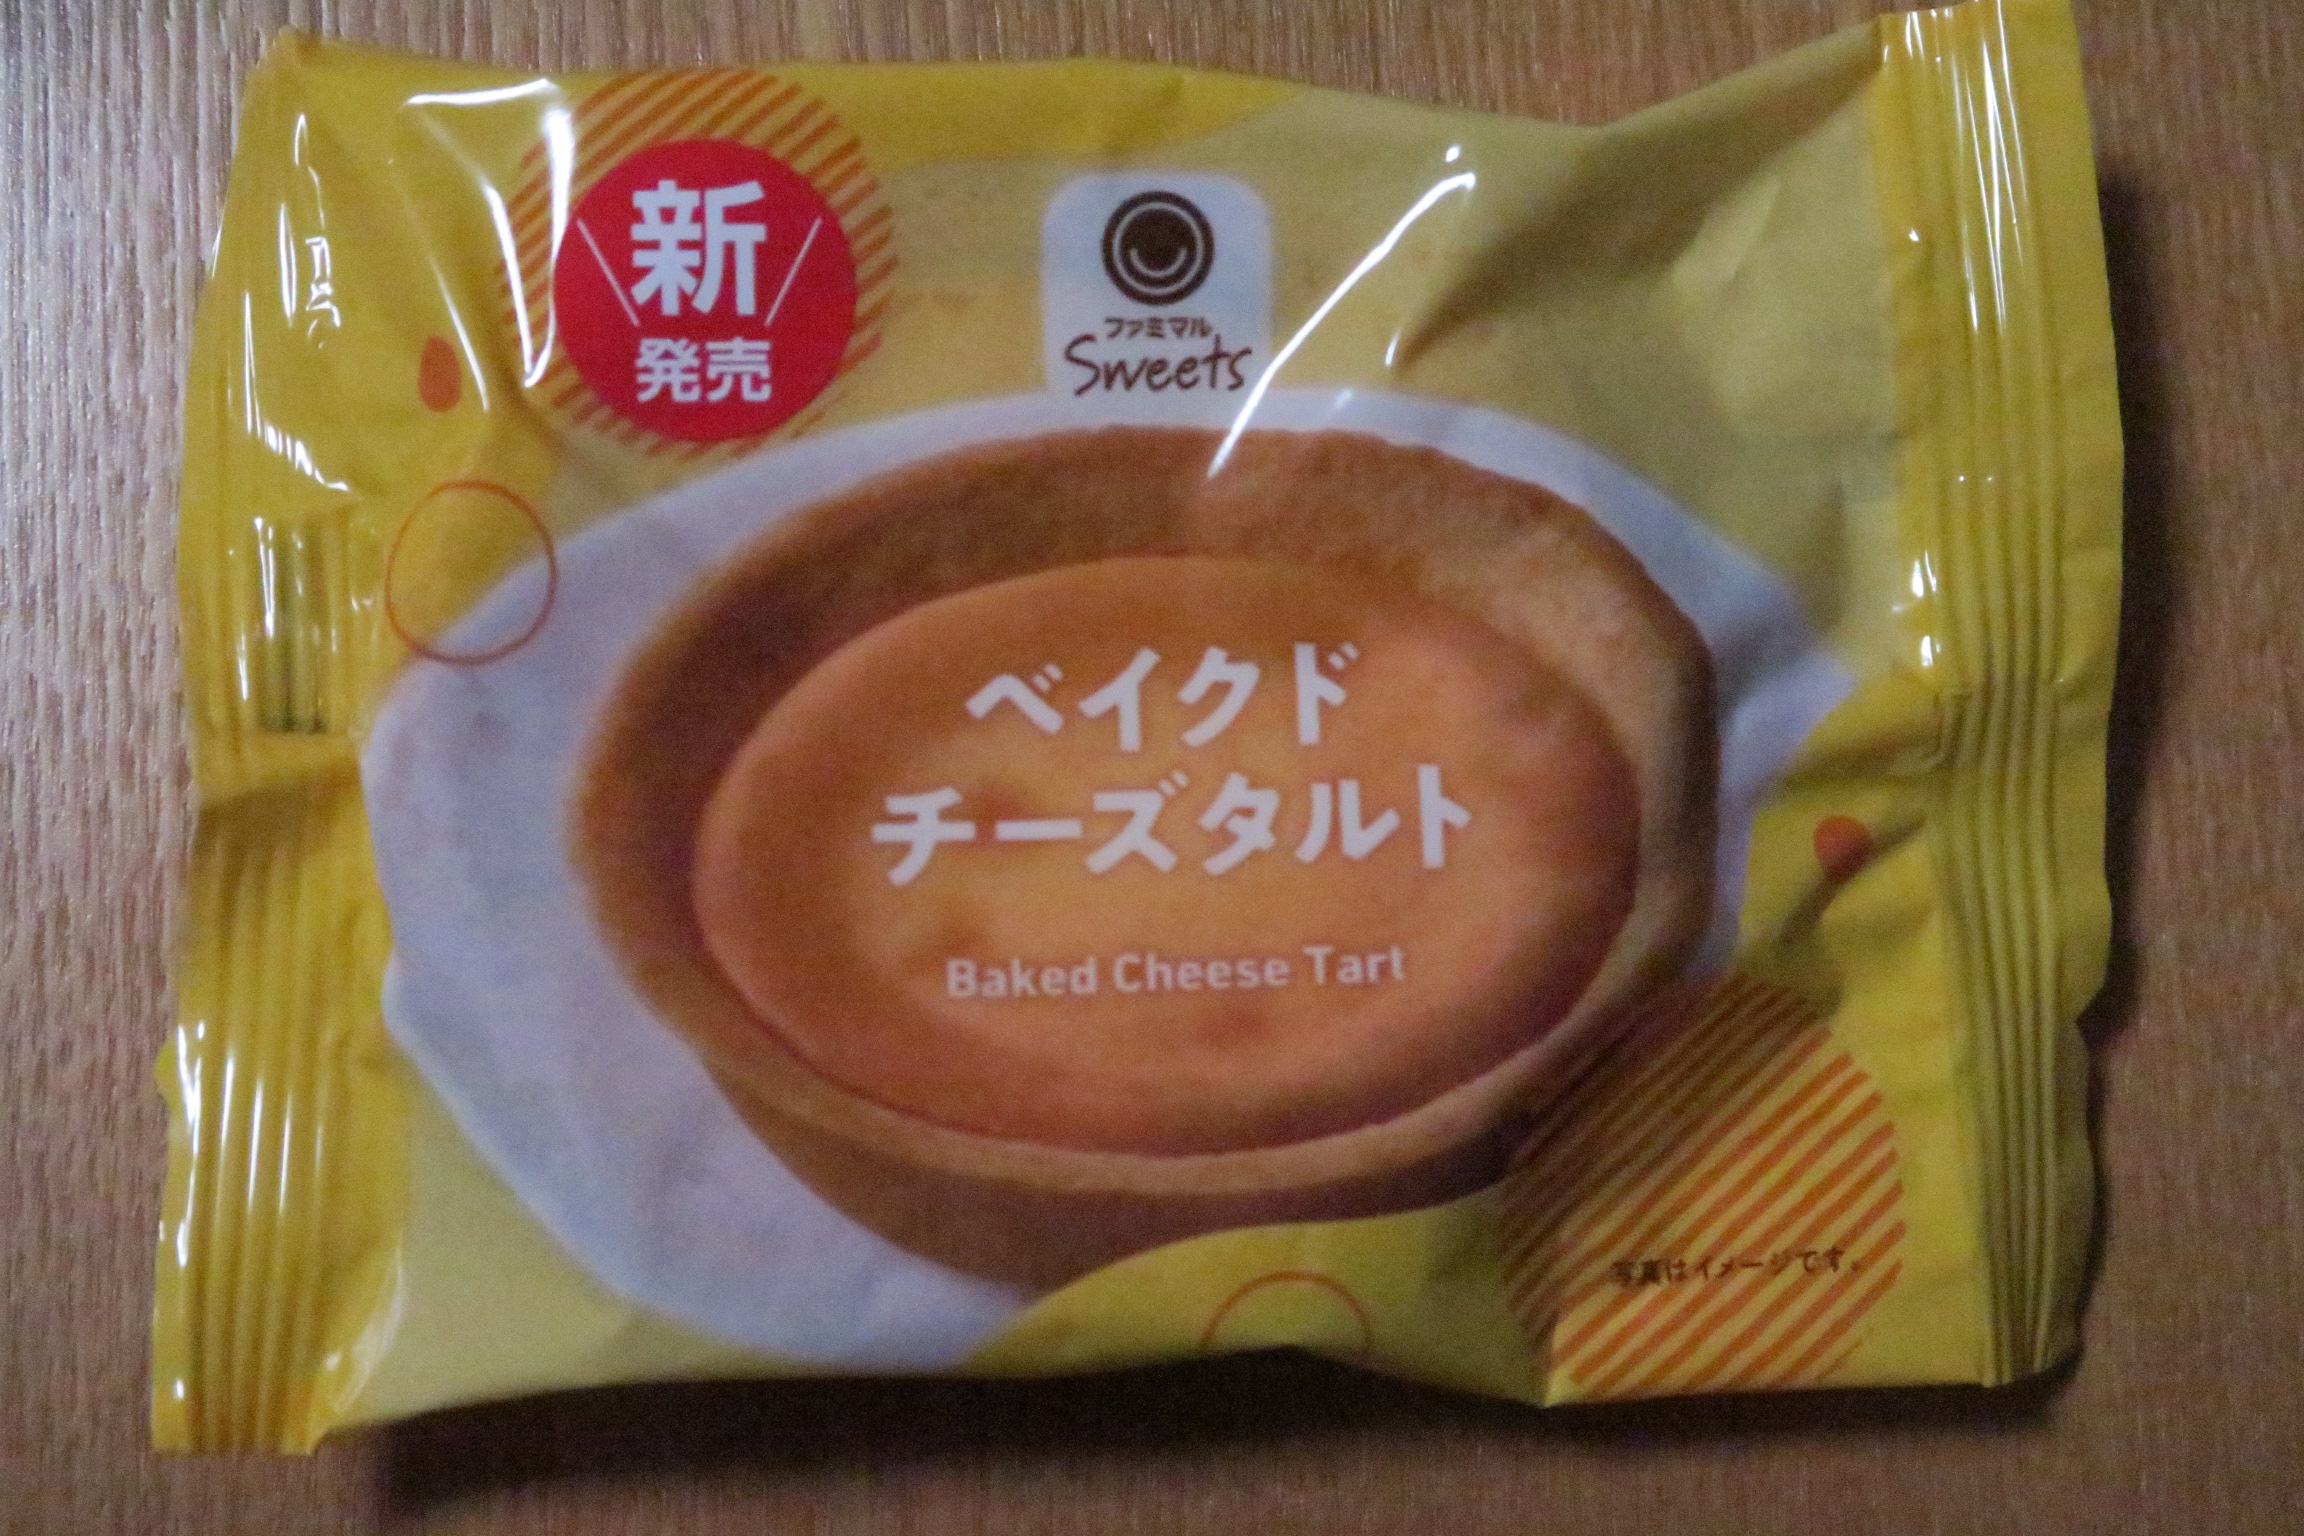 新
発売
ファミマル
Sweets
ベイクド
チーズタルト
Baked Cheese Tart
写真はイメージです。